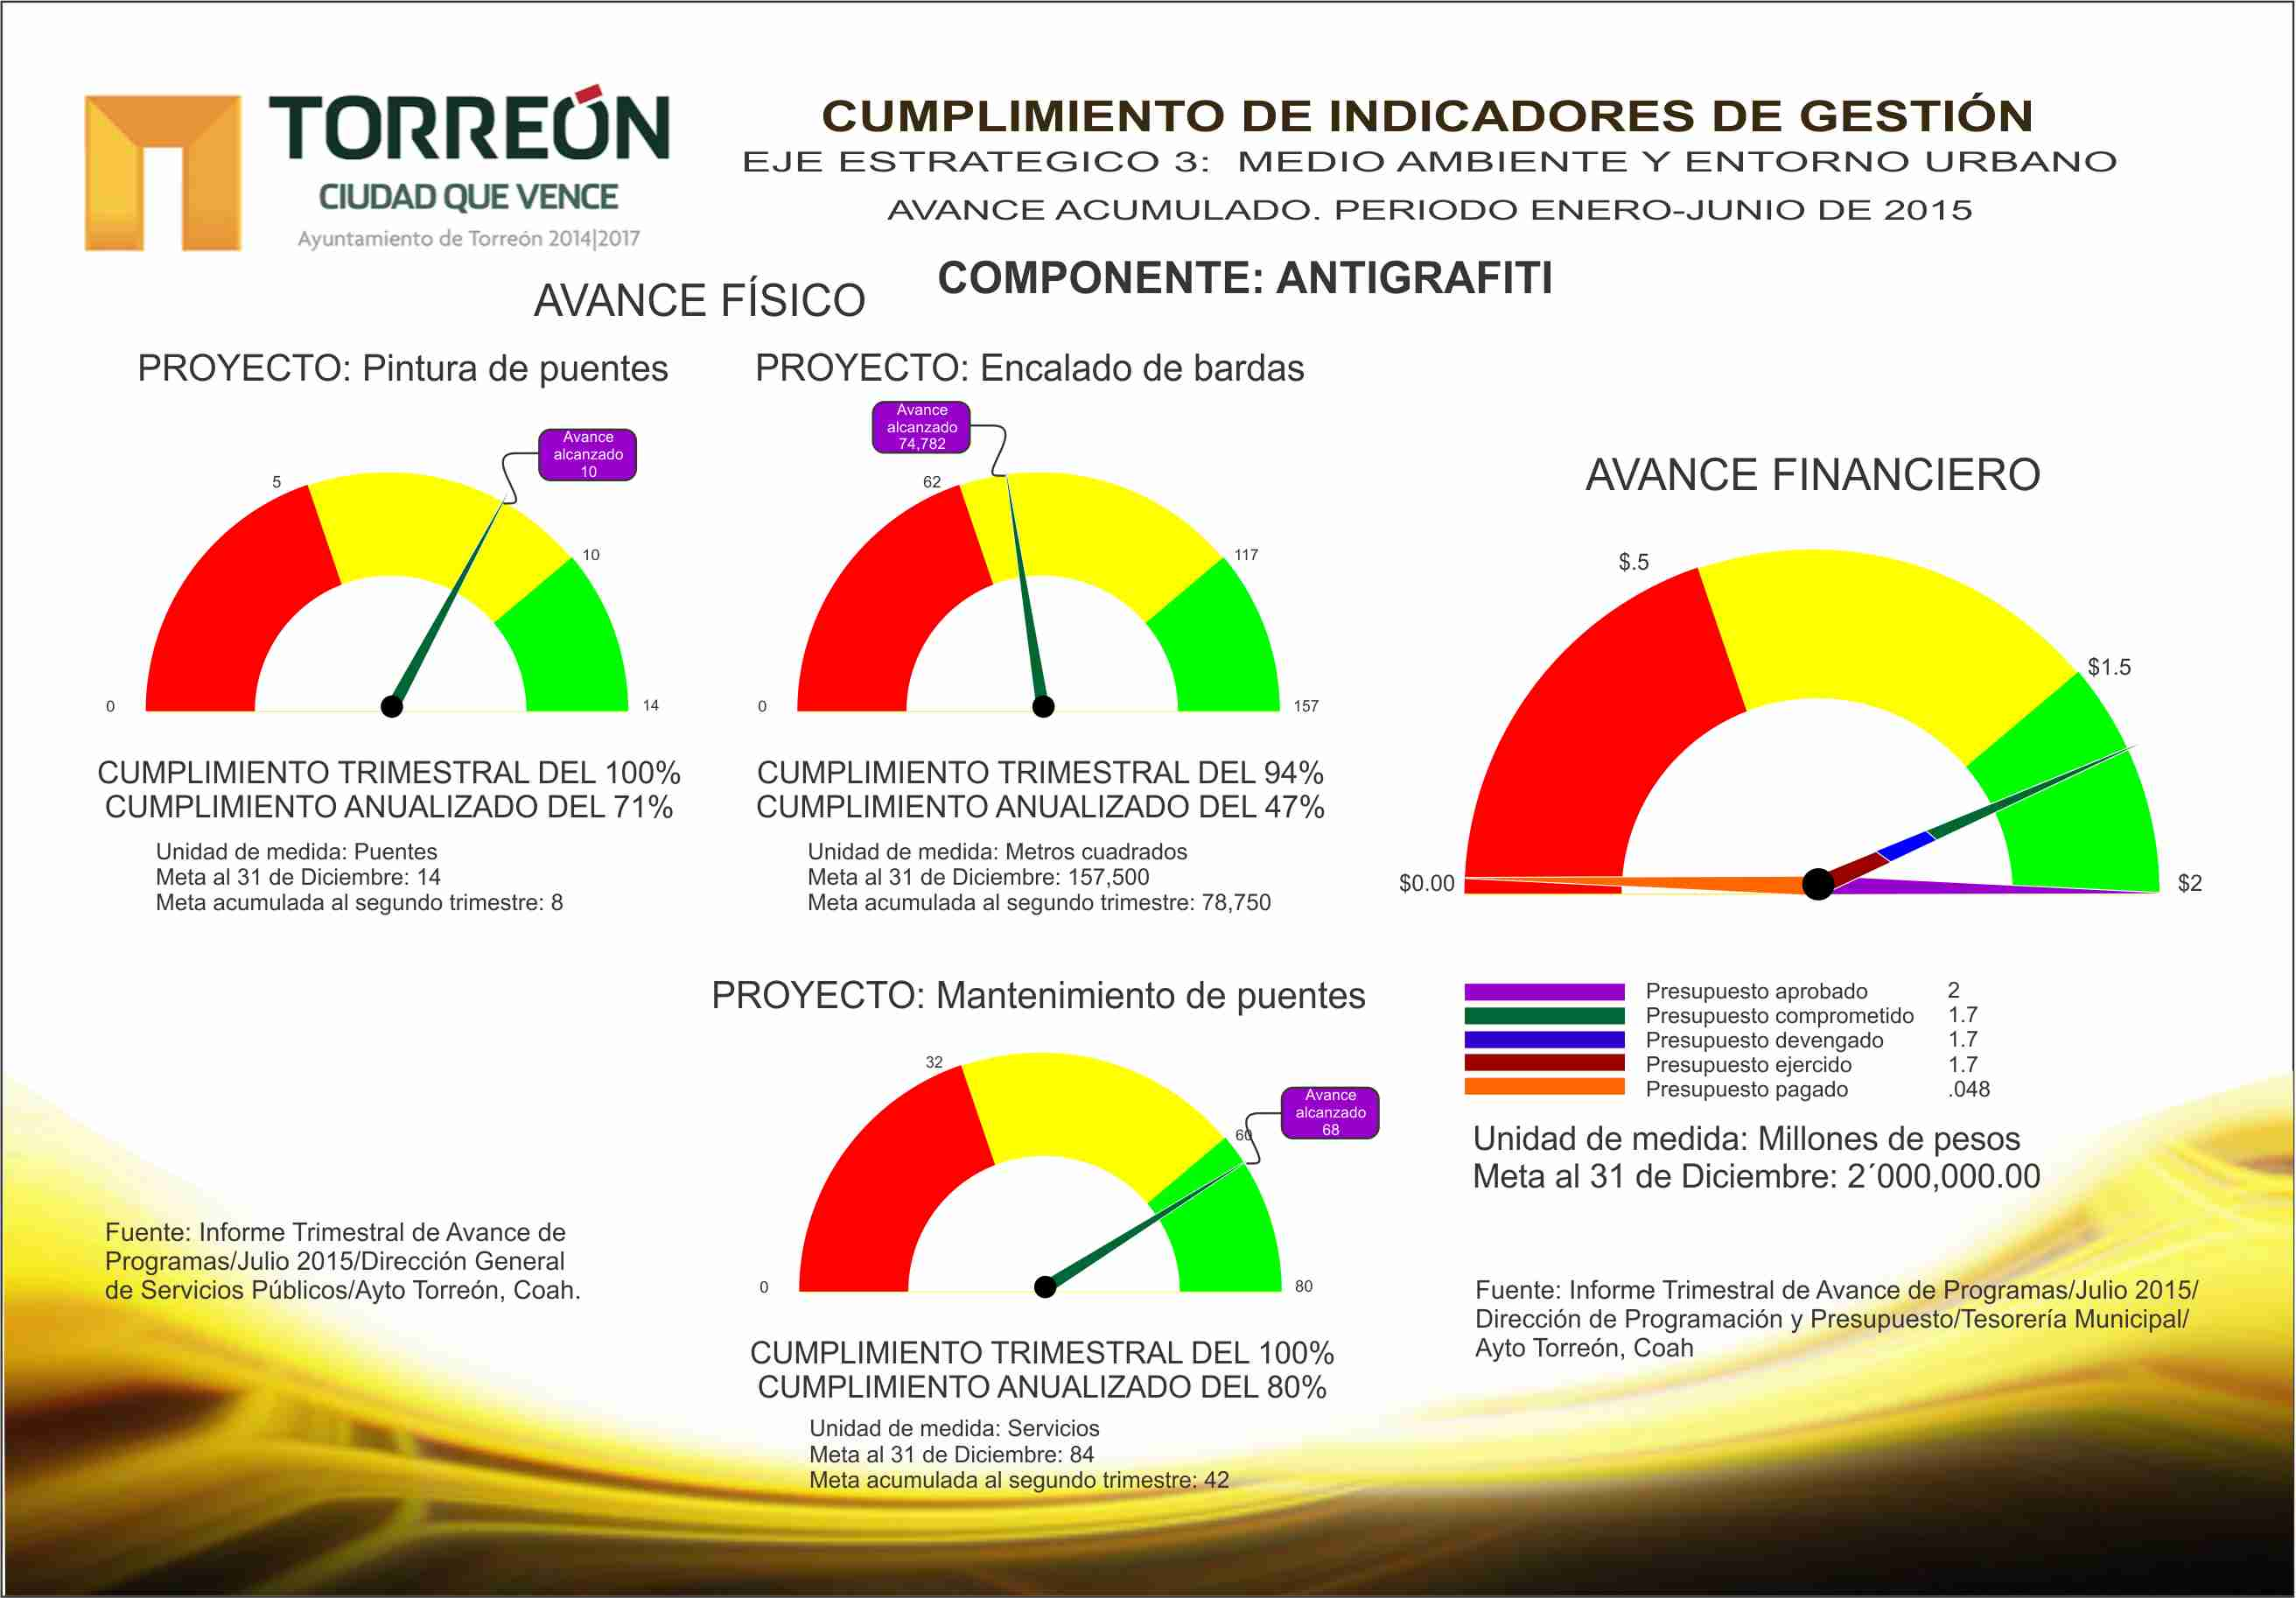 TORREÓN
CIUDAD QUE VENCE
Ayuntamiento de Torreón 2014|2017
CUMPLIMIENTO DE INDICADORES DE GESTIÓN
EJE ESTRATEGICO 3: MEDIO AMBIENTE Y ENTORNO URBANO
AVANCE ACUMULADO. PERIODO ENERO-JUNIO DE 2015
COMPONENTE: ANTIGRAFITI
AVANCE FÍSICO
PROYECTO: Pintura de puentes
Avance
alcanzado
10
5
10
0
14
CUMPLIMIENTO TRIMESTRAL DEL 100%
CUMPLIMIENTO ANUALIZADO DEL 71%
Unidad de medida: Puentes
Meta al 31 de Diciembre: 14
Meta acumulada al segundo trimestre: 8
PROYECTO: Encalado de bardas
Avance
alcanzado
74,782
62
117
0
157
CUMPLIMIENTO TRIMESTRAL DEL 94%
CUMPLIMIENTO ANUALIZADO DEL 47%
Unidad de medida: Metros cuadrados
Meta al 31 de Diciembre: 157,500
Meta acumulada al segundo trimestre: 78,750
PROYECTO: Mantenimiento de puentes
32
Avance
alcanzado
68
60
0
80
CUMPLIMIENTO TRIMESTRAL DEL 100%
CUMPLIMIENTO ANUALIZADO DEL 80%
Unidad de medida: Servicios
Meta al 31 de Diciembre: 84
Meta acumulada al segundo trimestre: 42
Fuente: Informe Trimestral de Avance de
Programas/Julio 2015/Dirección General
de Servicios Públicos/Ayto Torreón, Coah.
AVANCE FINANCIERO
$.5
$1.5
$0.00
$2
Presupuesto aprobado 2
Presupuesto comprometido 1.7
Presupuesto devengado 1.7
Presupuesto ejercido 1.7
Presupuesto pagado .048
Unidad de medida: Millones de pesos
Meta al 31 de Diciembre: 2´000,000.00
Fuente: Informe Trimestral de Avance de Programas/Julio 2015/
Dirección de Programación y Presupuesto/Tesorería Municipal/
Ayto Torreón, Coah